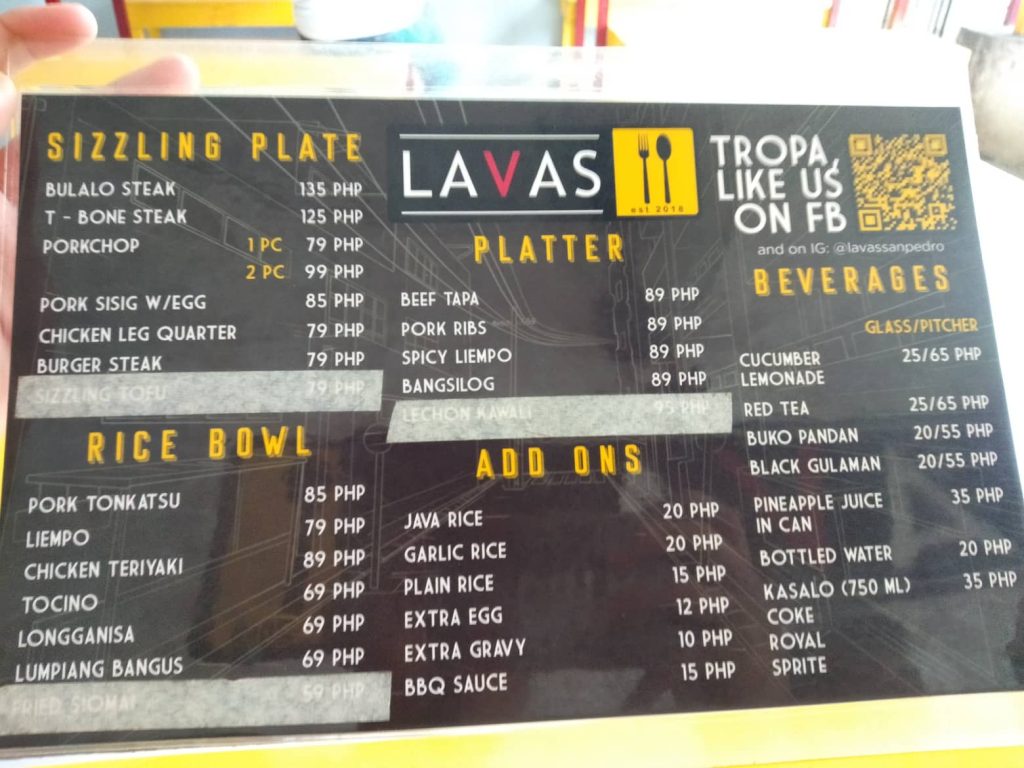 SIZZLING PLATE
BULALO STEAK 135 PHP
T - BONE STEAK 125 PHP
PORKCHOP 1 PC 79 PHP
2 PC 99 PHP
PORK SISIG W/EGG 85 PHP
CHICKEN LEG QUARTER 79 PHP
BURGER STEAK 79 PHP
SIZZLING TOFU 79 PHP
RICE BOWL
PORK TONKATSU 85 PHP
LIEMPO 79 PHP
CHICKEN TERIYAKI 89 PHP
TOCINO 69 PHP
LONGGANISA 69 PHP
LUMPIANG BANGUS 69 PHP
FRIED SIOMAI 59 PHP
LAVAS
est 2018
PLATTER
BEEF TAPA 89 PHP
PORK RIBS 89 PHP
SPICY LIEMPO 89 PHP
BANGSILOG 89 PHP
LECHON KAWALI 95 PHP
ADD ONS
JAVA RICE 20 PHP
GARLIC RICE 20 PHP
PLAIN RICE 15 PHP
EXTRA EGG 12 PHP
EXTRA GRAVY 10 PHP
BBQ SAUCE 15 PHP
TROPA,
LIKE US
ON FB
and on IG: @lavassanpedro
BEVERAGES
GLASS/PITCHER
CUCUMBER 25/65 PHP
LEMONADE
RED TEA 25/65 PHP
BUKO PANDAN 20/55 PHP
BLACK GULAMAN 20/55 PHP
PINEAPPLE JUICE 35 PHP
IN CAN
BOTTLED WATER 20 PHP
KASALO (750 ML) 35 PHP
COKE
ROYAL
SPRITE